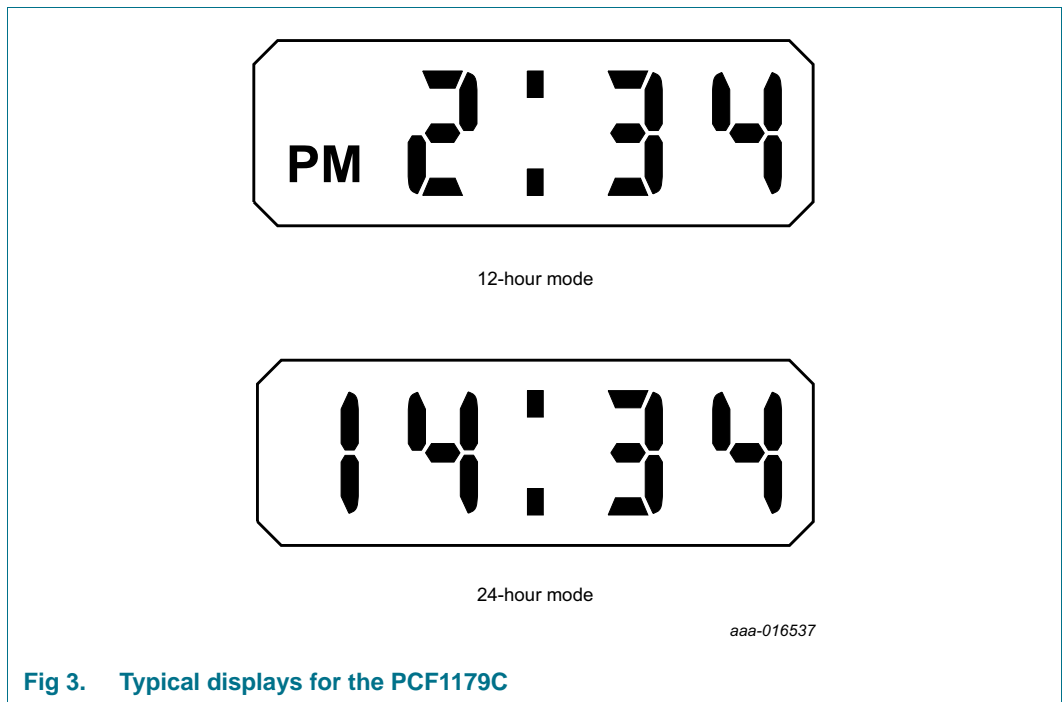 PM 2:34
12-hour mode
14:34
24-hour mode
aaa-016537
Fig 3. Typical displays for the PCF1179C